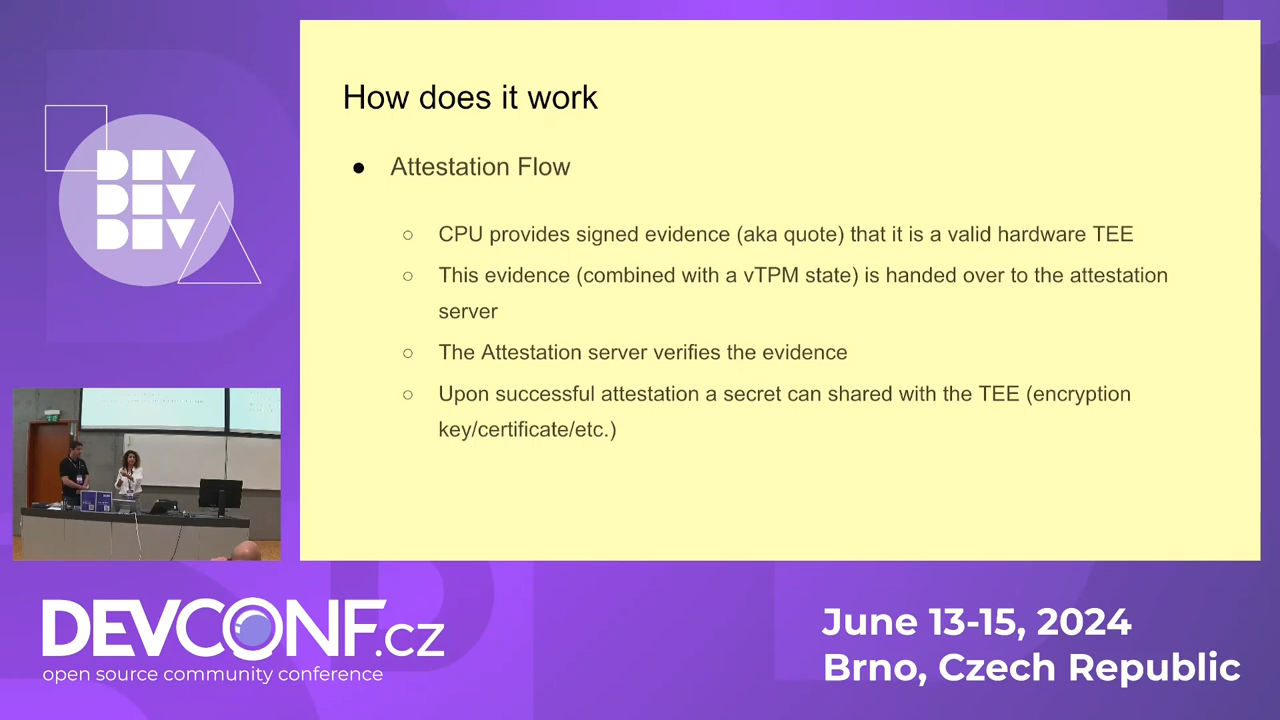 How does it work
● Attestation Flow
○ CPU provides signed evidence (aka quote) that it is a valid hardware TEE
○ This evidence (combined with a vTPM state) is handed over to the attestation
server
○ The Attestation server verifies the evidence
○ Upon successful attestation a secret can shared with the TEE (encryption
key/certificate/etc.)
DEV
DEV
DEV
DEVCONF.cz
open source community conference
June 13-15, 2024
Brno, Czech Republic